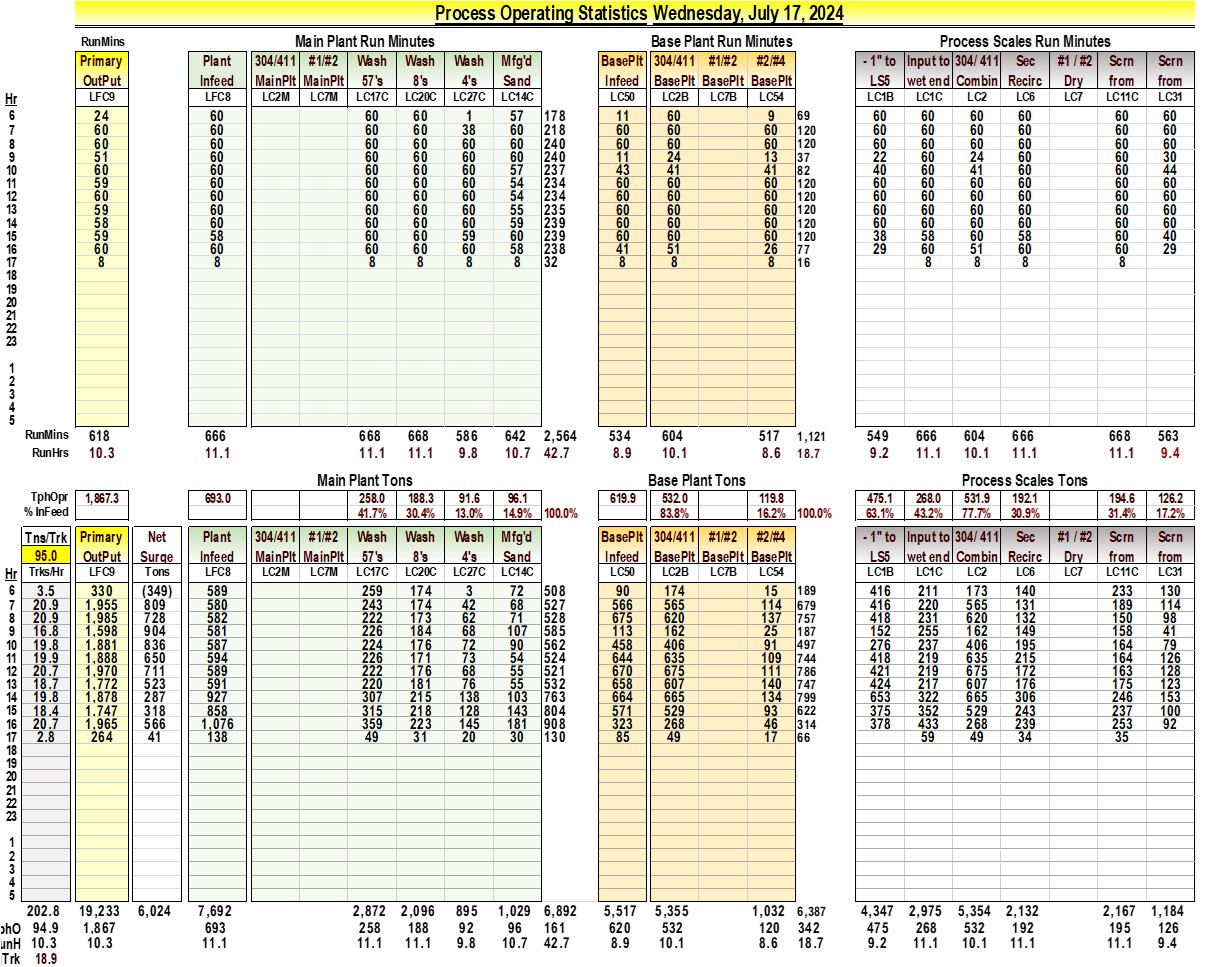 Process Operating Statistics Wednesday, July 17, 2024
RunMins Main Plant Run Minutes Base Plant Run Minutes Process Scales Run Minutes
Primary Plant 304/411 #1/#2 Wash Wash Wash Mfg'd BasePlt 304/411 #1/#2 #2/#4 - 1" to Input to 304/ 411 Sec #1 / #2 Scrn Scrn
OutPut Infeed MainPlt MainPlt 57's 8's 4's Sand Infeed BasePlt BasePlt BasePlt LS5 wet end Combin Recirc Dry from from
Hr LFC9 LFC8 LC2M LC7M LC17C LC20C LC27C LC14C LC50 LC2B LC7B LC54 LC1B LC1C LC2 LC6 LC7 LC11C LC31
6 24 60 60 60 1 57 178 11 60 9 69 60 60 60 60 60 60
7 60 60 60 60 38 60 218 60 60 60 120 60 60 60 60 60 60
8 60 60 60 60 60 60 240 60 60 60 120 60 60 60 60 60 60
9 51 60 60 60 60 60 240 11 24 13 37 22 60 24 60 60 30
10 60 60 60 60 60 57 237 43 41 41 82 40 60 41 60 60 44
11 59 60 60 60 60 54 234 60 60 60 120 60 60 60 60 60 60
12 60 60 60 60 60 54 234 60 60 60 120 60 60 60 60 60 60
13 59 60 60 60 60 55 235 60 60 60 120 60 60 60 60 60 60
14 58 60 60 60 60 59 239 60 60 60 120 60 60 60 60 60 60
15 59 58 60 60 59 60 239 60 60 60 120 38 58 60 58 60 40
16 60 60 60 60 60 58 238 41 51 26 77 29 60 51 60 60 29
17 8 8 8 8 8 8 32 8 8 8 16 8 8 8 8
18
19
20
21
22
23
1
2
3
4
5
RunMins 618 666 668 668 586 642 2,564 534 604 517 1,121 549 666 604 666 668 563
RunHrs 10.3 11.1 11.1 11.1 9.8 10.7 42.7 8.9 10.1 8.6 18.7 9.2 11.1 10.1 11.1 11.1 9.4
Main Plant Tons Base Plant Tons Process Scales Tons
TphOpr 1,867.3 693.0 258.0 188.3 91.6 96.1 619.9 532.0 119.8 475.1 268.0 531.9 192.1 194.6 126.2
% InFeed 41.7% 30.4% 13.0% 14.9% 100.0% 83.8% 16.2% 100.0% 63.1% 43.2% 77.7% 30.9% 31.4% 17.2%
Tns/Trk Primary Net Plant 304/411 #1/#2 Wash Wash Wash Mfg'd BasePlt 304/411 #1/#2 #2/#4 - 1" to Input to 304/ 411 Sec #1 / #2 Scrn Scrn
95.0 OutPut Surge Infeed MainPlt MainPlt 57's 8's 4's Sand Infeed BasePlt BasePlt BasePlt LS5 wet end Combin Recirc Dry from from
Hr Trks/Hr LFC9 Tons LFC8 LC2M LC7M LC17C LC20C LC27C LC14C LC50 LC2B LC7B LC54 LC1B LC1C LC2 LC6 LC7 LC11C LC31
6 3.5 330 (349) 589 259 174 3 72 508 90 174 15 189 416 211 173 140 233 130
7 20.9 1,955 809 580 243 174 42 68 527 566 565 114 679 416 220 565 131 189 114
8 20.9 1,985 728 582 222 173 62 71 528 675 620 137 757 418 231 620 132 150 98
9 16.8 1,598 904 581 226 184 68 107 585 113 162 25 187 152 255 162 149 158 41
10 19.8 1,881 836 587 224 176 72 90 562 458 406 91 497 276 237 406 195 164 79
11 19.9 1,888 650 594 226 171 73 54 524 644 635 109 744 418 219 635 215 164 126
12 20.7 1,970 711 589 222 176 68 55 521 670 675 111 786 421 219 675 172 163 128
13 18.7 1,772 523 591 220 181 76 55 532 658 607 140 747 424 217 607 176 175 123
14 19.8 1,878 287 927 307 215 138 103 763 664 665 134 799 653 322 665 306 246 153
15 18.4 1,747 318 858 315 218 128 143 804 571 529 93 622 375 352 529 243 237 100
16 20.7 1,965 566 1,076 359 223 145 181 908 323 268 46 314 378 433 268 239 253 92
17 2.8 264 41 138 49 31 20 30 130 85 49 17 66 59 49 34 35
18
19
20
21
22
23
1
2
3
4
5
202.8 19,233 6,024 7,692 2,872 2,096 895 1,029 6,892 5,517 5,355 1,032 6,387 4,347 2,975 5,354 2,132 2,167 1,184
phO 94.9 1,867 693 258 188 92 96 161 620 532 120 342 475 268 532 192 195 126
unH 10.3 10.3 11.1 11.1 11.1 9.8 10.7 42.7 8.9 10.1 8.6 18.7 9.2 11.1 10.1 11.1 11.1 9.4
Trk 18.9